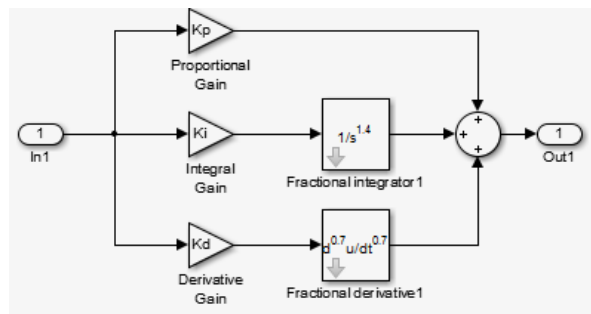 Kp
Proportional
Gain
1
In1
Ki
Integral
Gain
1/s^1.4
Fractional integrator1
+
+
+
1
Out1
Kd
Derivative
Gain
d^0.7u/dt^0.7
Fractional derivative1